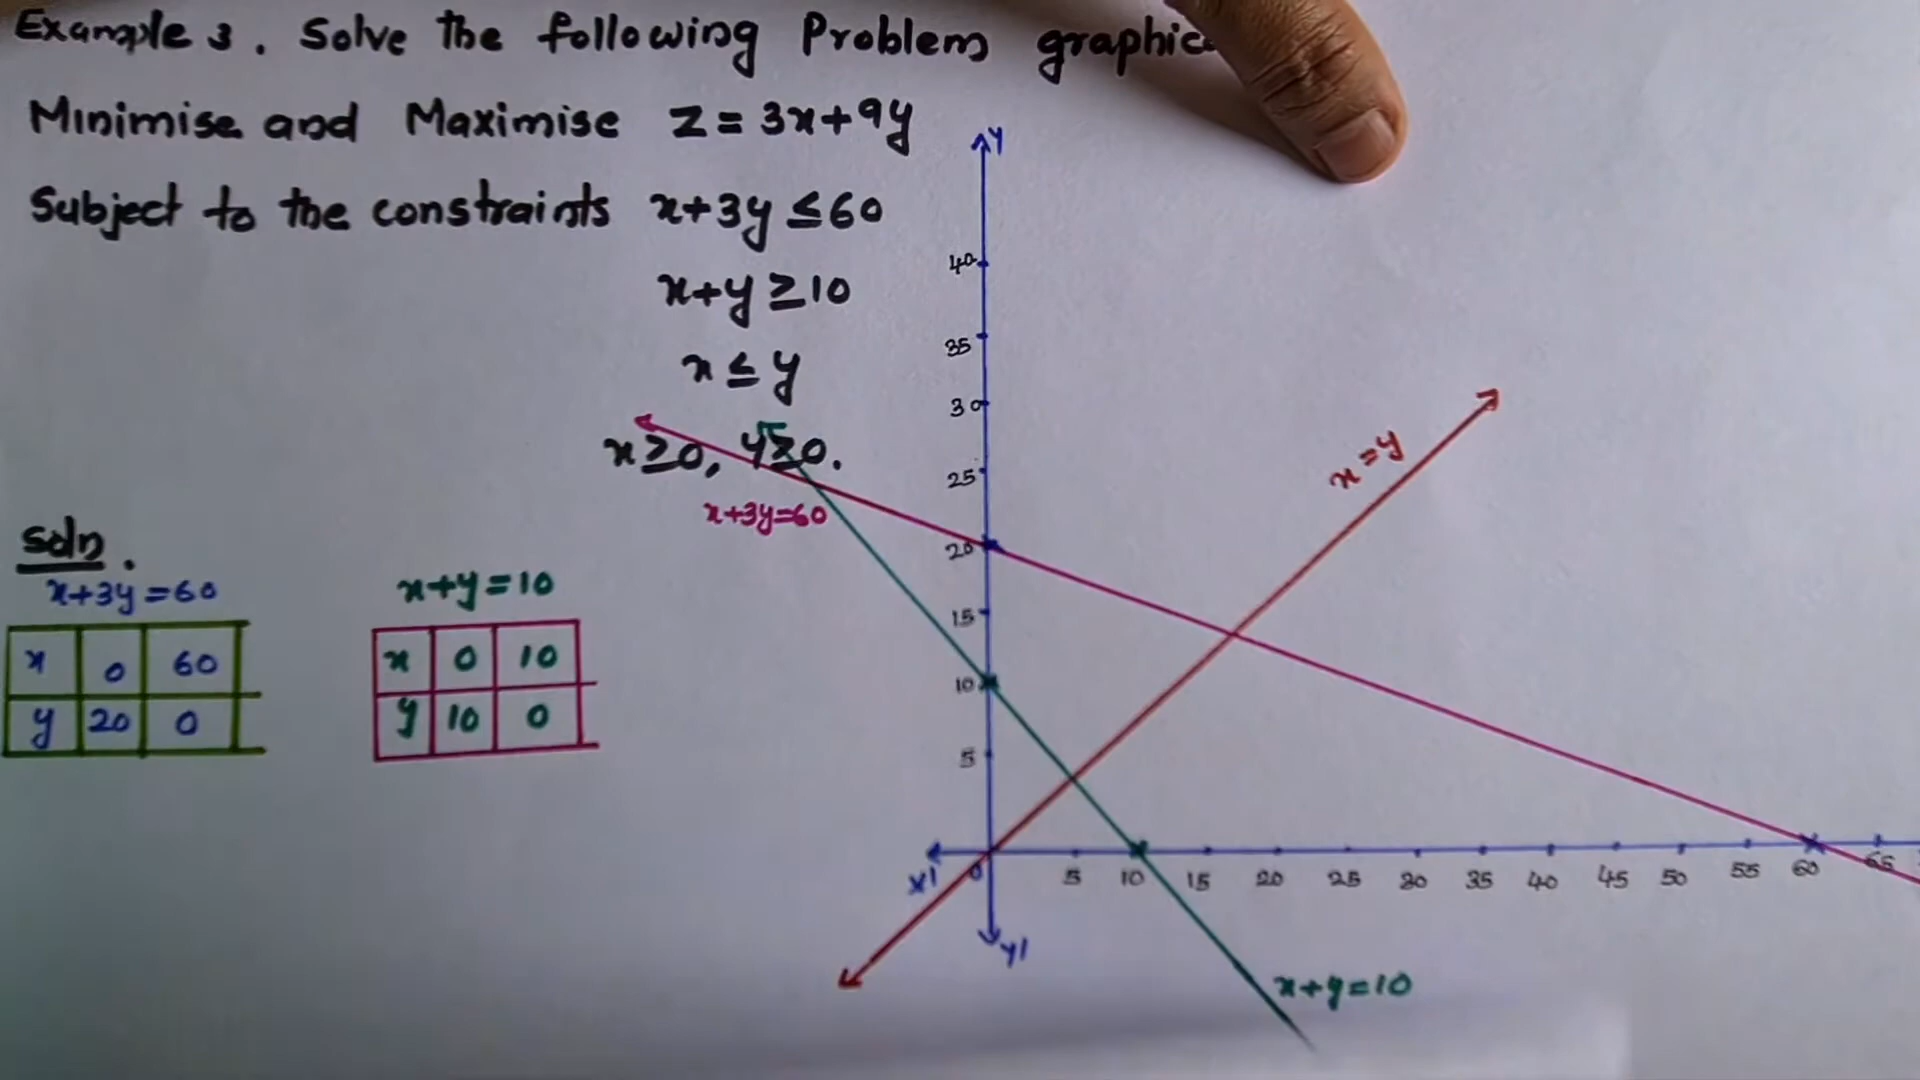 Example 3. Solve the following Problem
Minimise and Maximise Z = 3x+9y
Subject to the constraints x+3y ≤ 60
x+y ≥ 10
x ≤ y
x ≥ 0, y ≥ 0.
Soln.
x+3y = 60
x 0 60
y 20 0
x+y = 10
x 0 10
y 10 0
Y
40
35
30
25
20
15
10
5
x+3y=60
x=y
X' 0 5 10 15 20 25 30 35 40 45 50 55 60 65
Y'
x+y=10